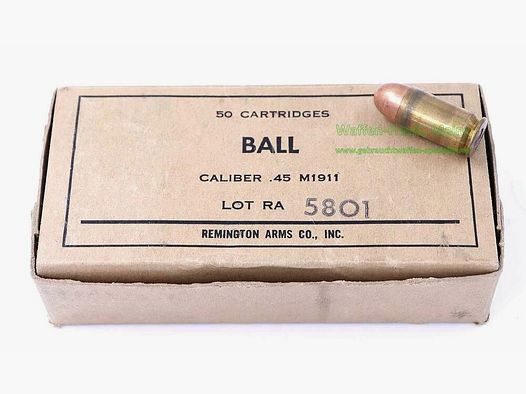 50 CARTRIDGES
BALL
CALIBER .45 M1911
LOT RA 5801
REMINGTON ARMS CO., INC.